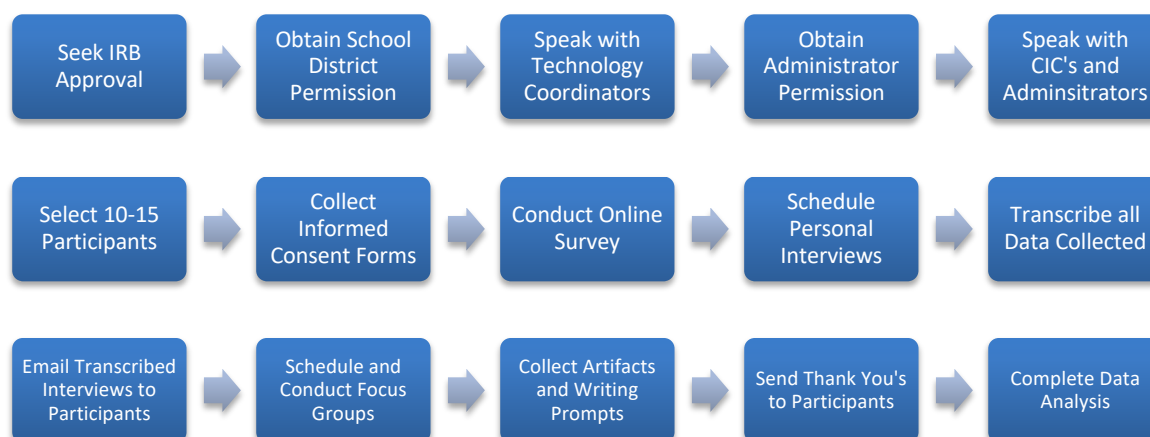 Seek IRB
Approval
Obtain School
District
Permission
Speak with
Technology
Coordinators
Obtain
Administrator
Permission
Speak with
CIC's and
Adminsitrators
Select 10-15
Participants
Collect
Informed
Consent Forms
Conduct Online
Survey
Schedule
Personal
Interviews
Transcribe all
Data Collected
Email Transcribed
Interviews to
Participants
Schedule and
Conduct Focus
Groups
Collect Artifacts
and Writing
Prompts
Send Thank You's
to Participants
Complete Data
Analysis